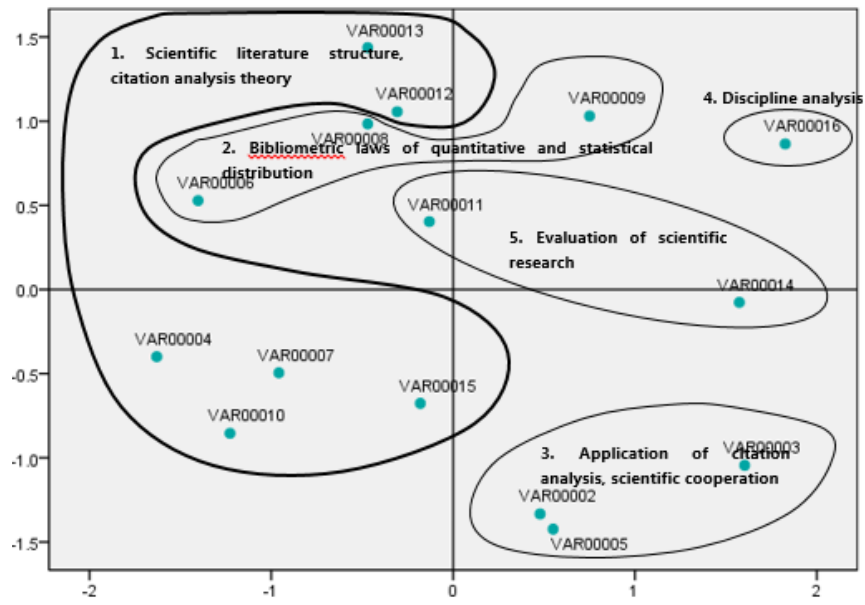 VAR00013
1. Scientific literature structure,
citation analysis theory
1.5
VAR00012
VAR00009
4. Discipline analysis
1.0
VAR00016
VAR00008
2. Bibliometric laws of quantitative and statistical
distribution
VAR00006
0.5
VAR00011
5. Evaluation of scientific
research
0.0
VAR00014
VAR00004
VAR00007
-0.5
VAR00015
VAR00010
-1.0
VAR00003
3. Application of citation
analysis, scientific cooperation
VAR00002
-1.5
VAR00005
-2 -1 0 1 2